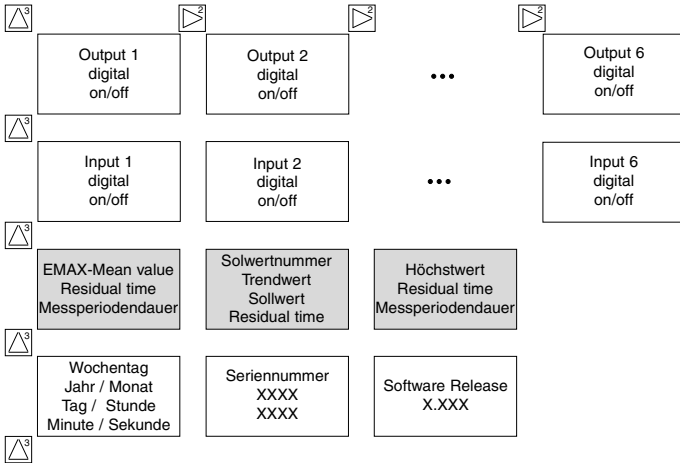 3 2 2 2
Output 1
digital
on/off
Output 2
digital
on/off
•••
Output 6
digital
on/off
3
Input 1
digital
on/off
Input 2
digital
on/off
•••
Input 6
digital
on/off
3
EMAX-Mean value
Residual time
Messperiodendauer
Solwertnummer
Trendwert
Sollwert
Residual time
Höchstwert
Residual time
Messperiodendauer
3
Wochentag
Jahr / Monat
Tag / Stunde
Minute / Sekunde
Seriennummer
XXXX
XXXX
Software Release
X.XXX
3